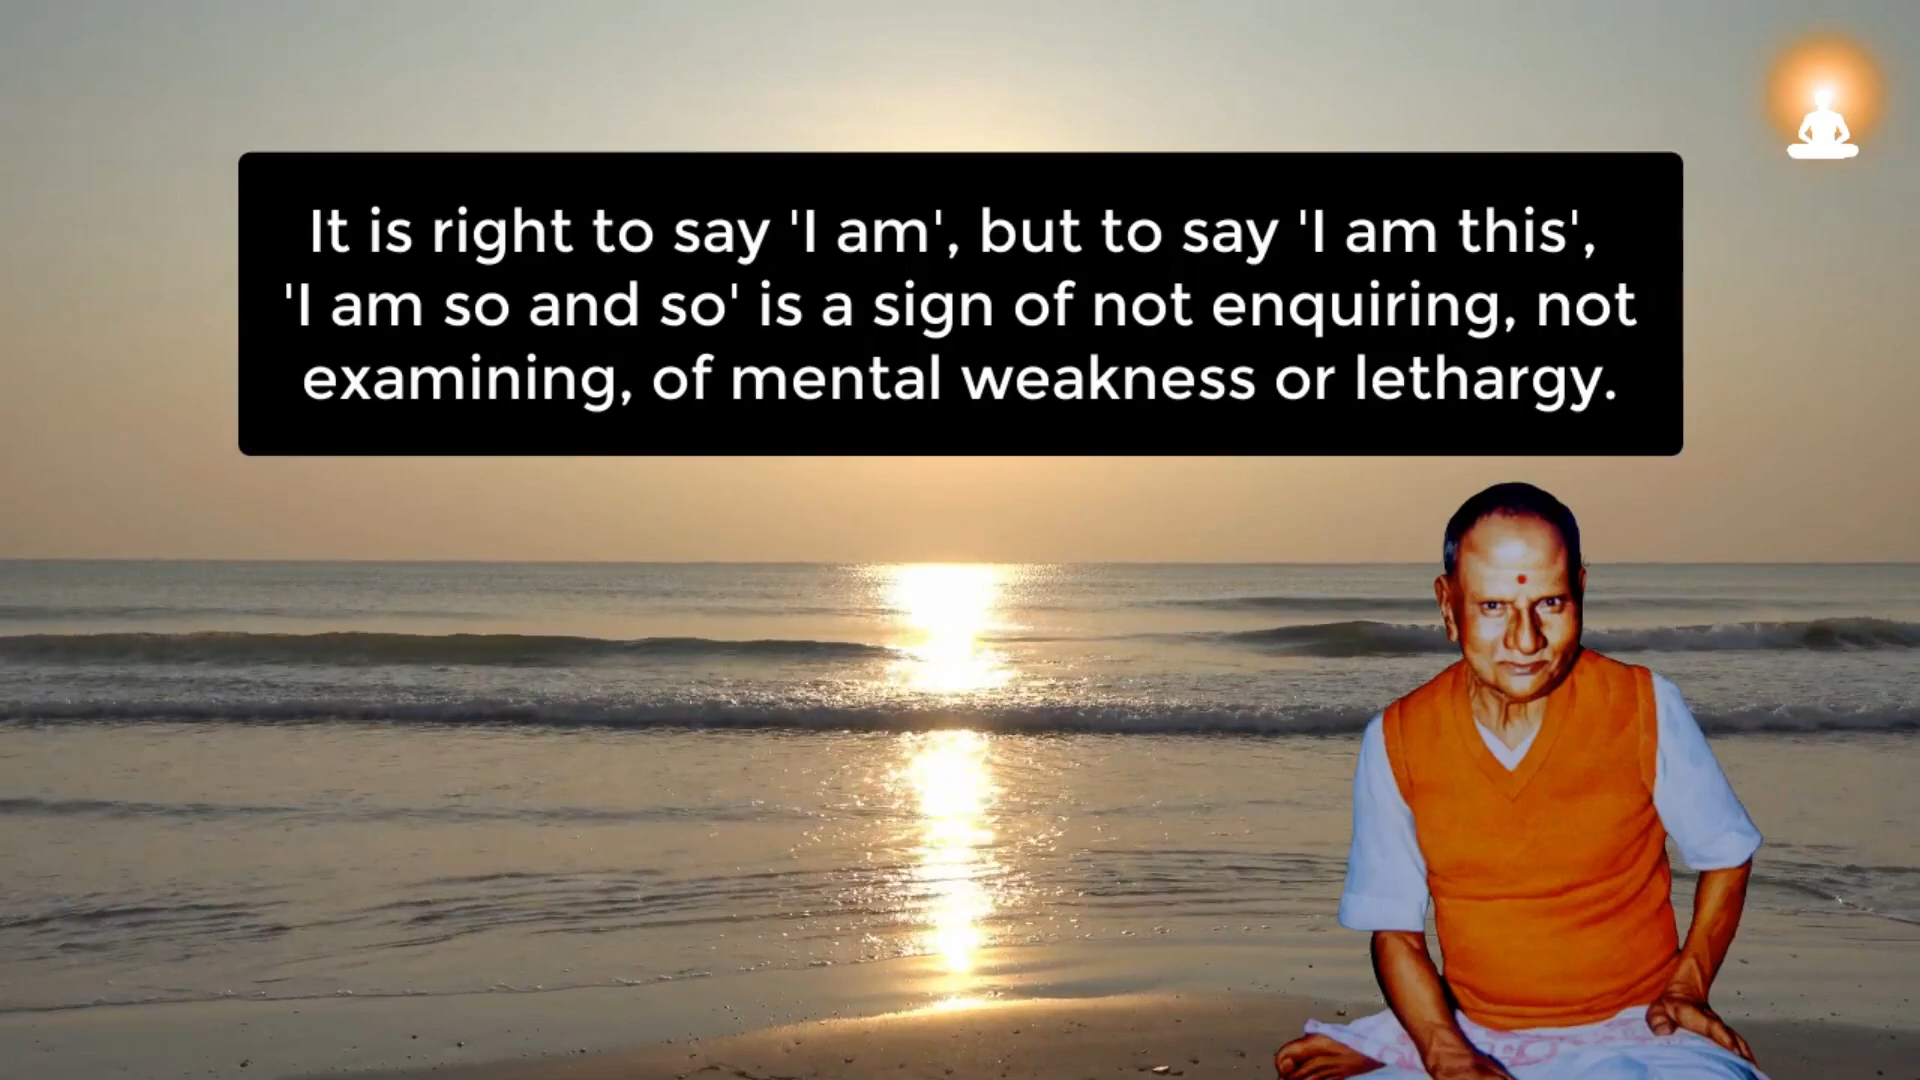 It is right to say 'I am', but to say 'I am this',
'I am so and so' is a sign of not enquiring, not
examining, of mental weakness or lethargy.